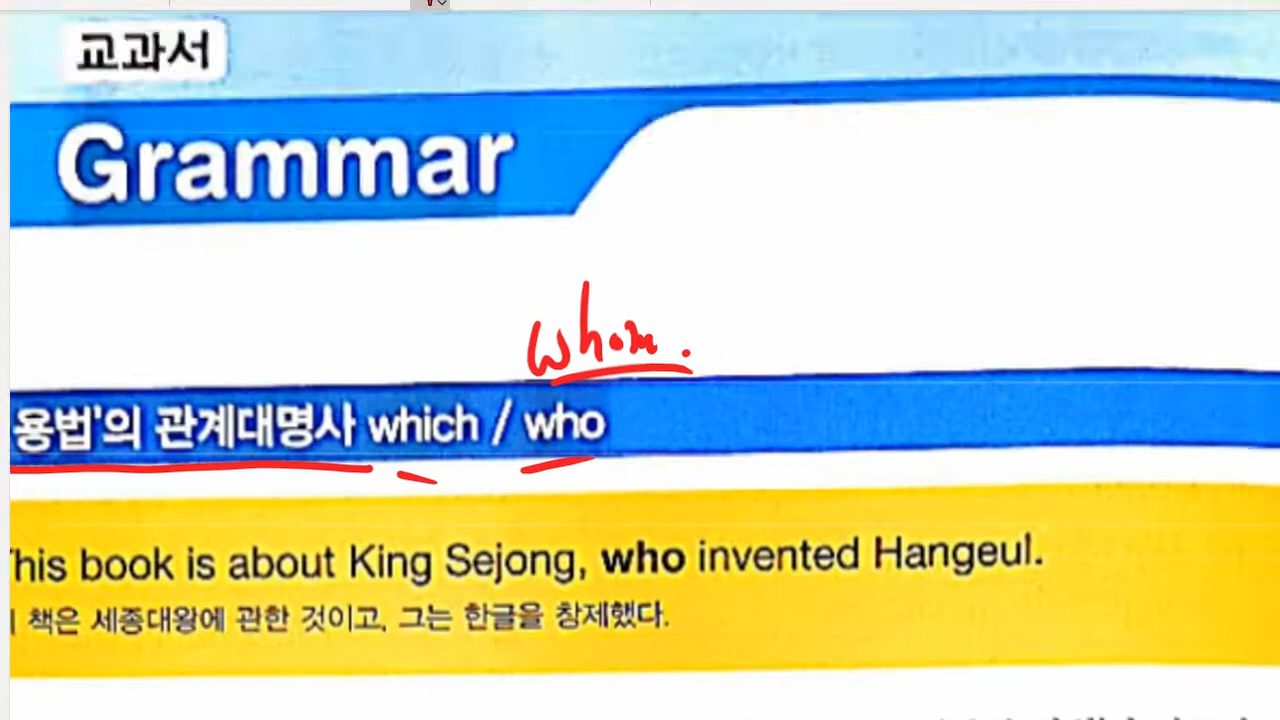 교과서
Grammar
whom.
용법'의 관계대명사 which / who
his book is about King Sejong, who invented Hangeul.
책은 세종대왕에 관한 것이고, 그는 한글을 창제했다.